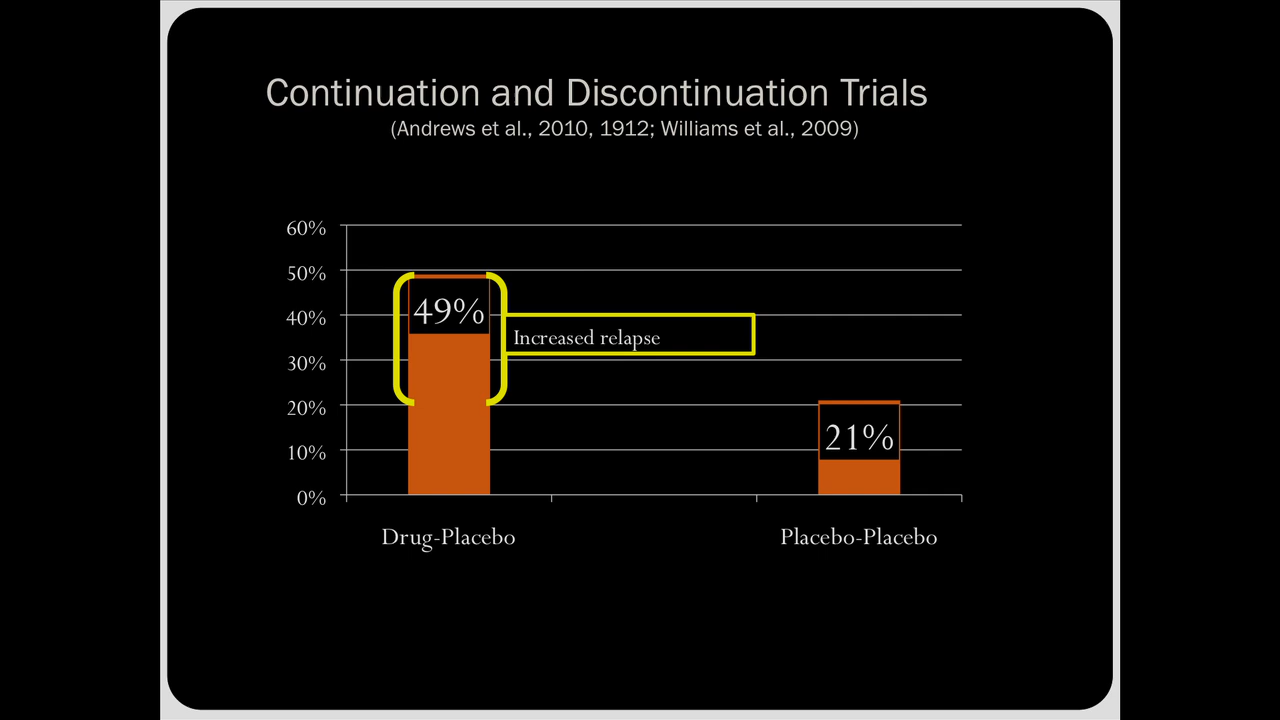 Continuation and Discontinuation Trials
(Andrews et al., 2010, 1912; Williams et al., 2009)
60%
50%
49%
40%
Increased relapse
30%
20%
21%
10%
0%
Drug-Placebo
Placebo-Placebo